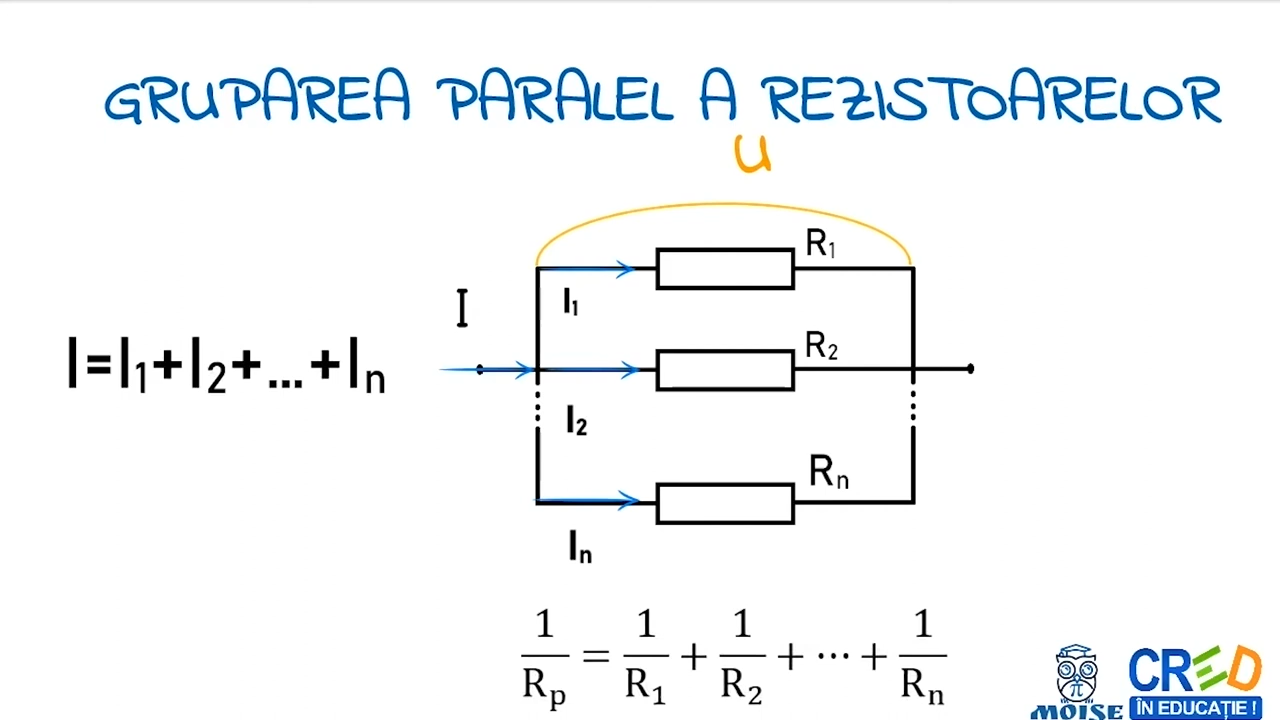 GRUPAREA PARALEL A REZISTOARELOR
U
R₁
I₁
I
R₂
I=I₁+I₂+...+Iₙ
I₂
Rₙ
Iₙ
1/Rₚ = 1/R₁ + 1/R₂ + ⋯ + 1/Rₙ
π
MOISE
CRED
ÎN EDUCAȚIE !